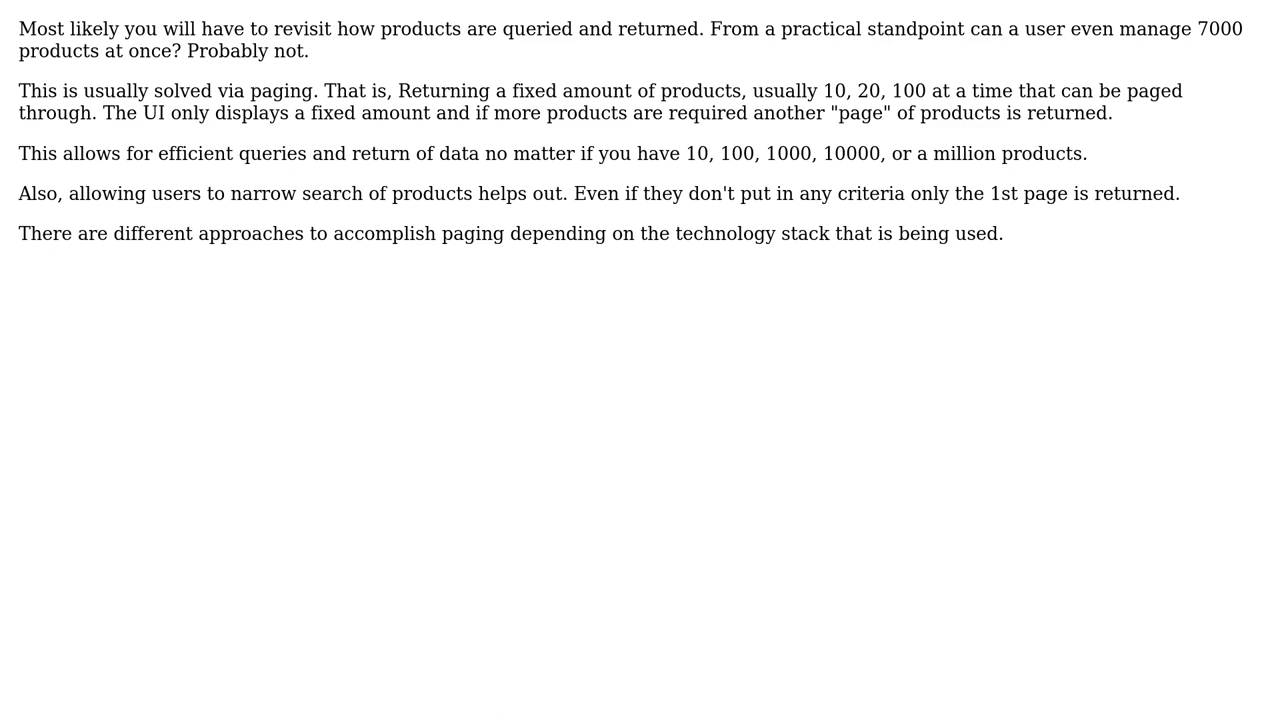 Most likely you will have to revisit how products are queried and returned. From a practical standpoint can a user even manage 7000
products at once? Probably not.
This is usually solved via paging. That is, Returning a fixed amount of products, usually 10, 20, 100 at a time that can be paged
through. The UI only displays a fixed amount and if more products are required another "page" of products is returned.
This allows for efficient queries and return of data no matter if you have 10, 100, 1000, 10000, or a million products.
Also, allowing users to narrow search of products helps out. Even if they don't put in any criteria only the 1st page is returned.
There are different approaches to accomplish paging depending on the technology stack that is being used.